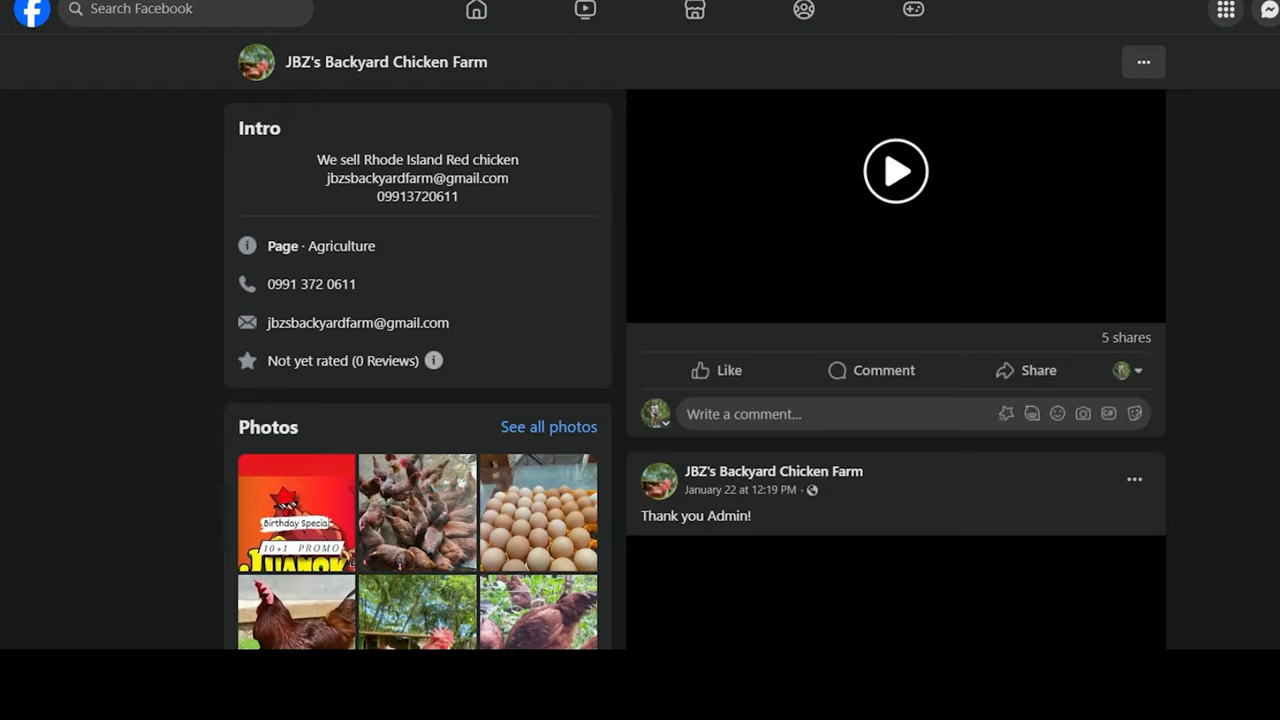 Search Facebook
JBZ's Backyard Chicken Farm
Intro
We sell Rhode Island Red chicken
jbzsbackyardfarm@gmail.com
09913720611
Page · Agriculture
0991 372 0611
jbzsbackyardfarm@gmail.com
Not yet rated (0 Reviews)
Photos
See all photos
Birthday Special
10+1 PROMO
5 shares
Like
Comment
Share
Write a comment...
GIF
JBZ's Backyard Chicken Farm
January 22 at 12:19 PM ·
Thank you Admin!